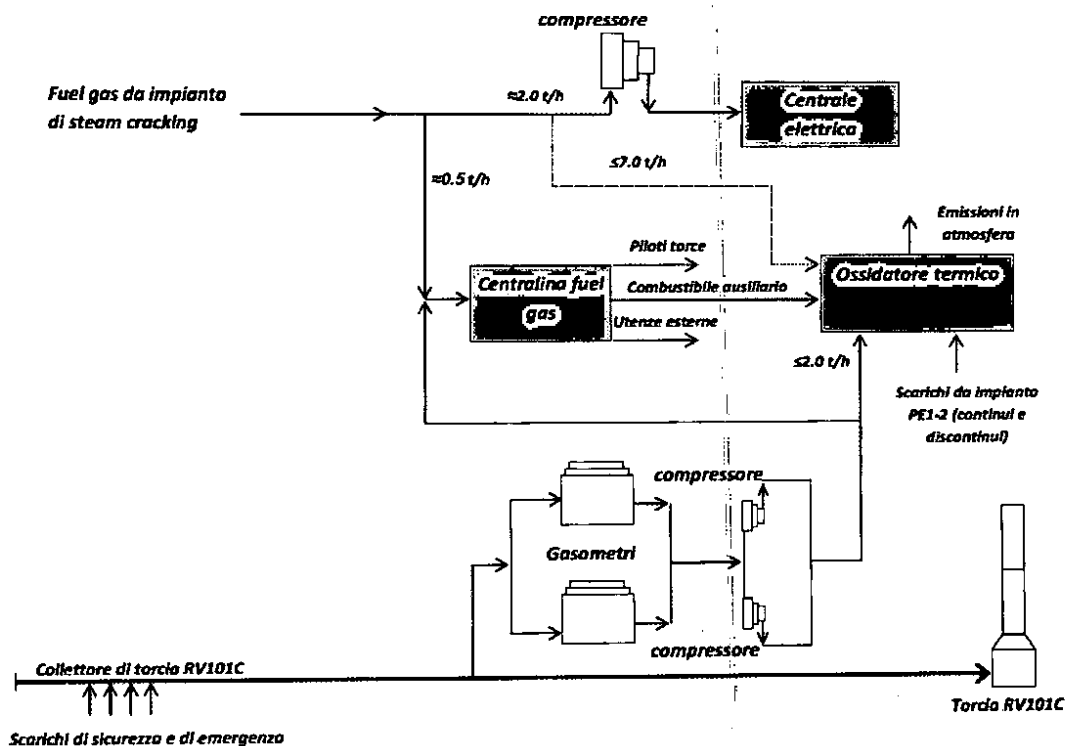 compressore
Fuel gas da impianto
di steam cracking
≈2.0 t/h
Centrale
elettrica
≤7.0 t/h
≈0.5 t/h
Emissioni in
atmosfera
Piloti torce
Centralina fuel
gas
Combustibile ausiliario
Ossidatore termico
Utenze esterne
≤2.0 t/h
Scarichi da impianto
PE1-2 (continui e
discontinui)
compressore
Gasometri
compressore
Collettore di torcia RV101C
Torcia RV101C
Scarichi di sicurezza e di emergenza